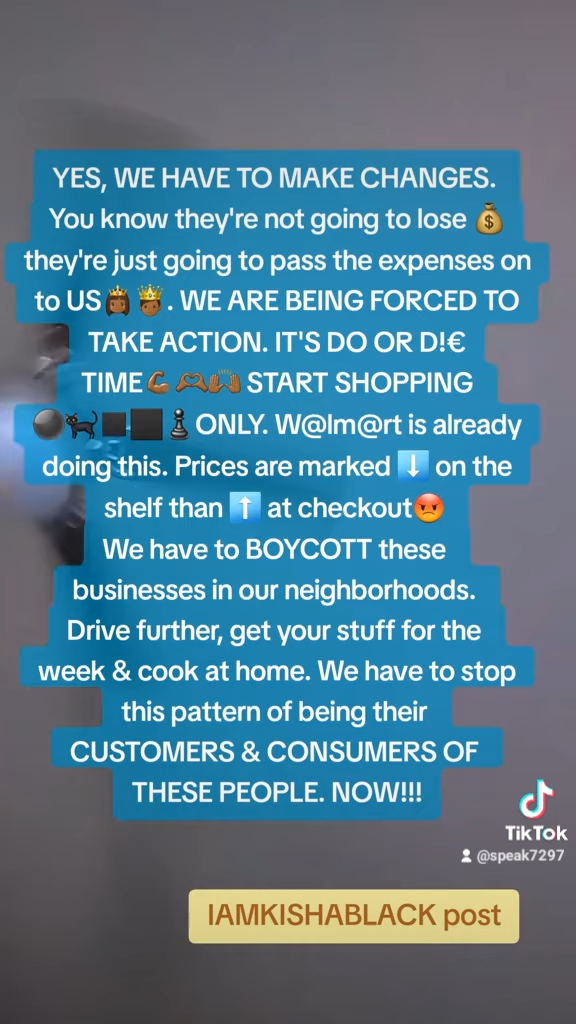 YES, WE HAVE TO MAKE CHANGES.
You know they're not going to lose 💰
they're just going to pass the expenses on
to US👸🏾 🤴🏾. WE ARE BEING FORCED TO
TAKE ACTION. IT'S DO OR D!€
TIME💪🏾 🫶🏾🙌🏾 START SHOPPING
⚫🐈‍⬛◾⬛♟️ONLY. W@lm@rt is already
doing this. Prices are marked ⬇️ on the
shelf than ⬆️ at checkout😡
We have to BOYCOTT these
businesses in our neighborhoods.
Drive further, get your stuff for the
week & cook at home. We have to stop
this pattern of being their
CUSTOMERS & CONSUMERS OF
THESE PEOPLE. NOW!!!
TikTok
@speak7297
IAMKISHABLACK post